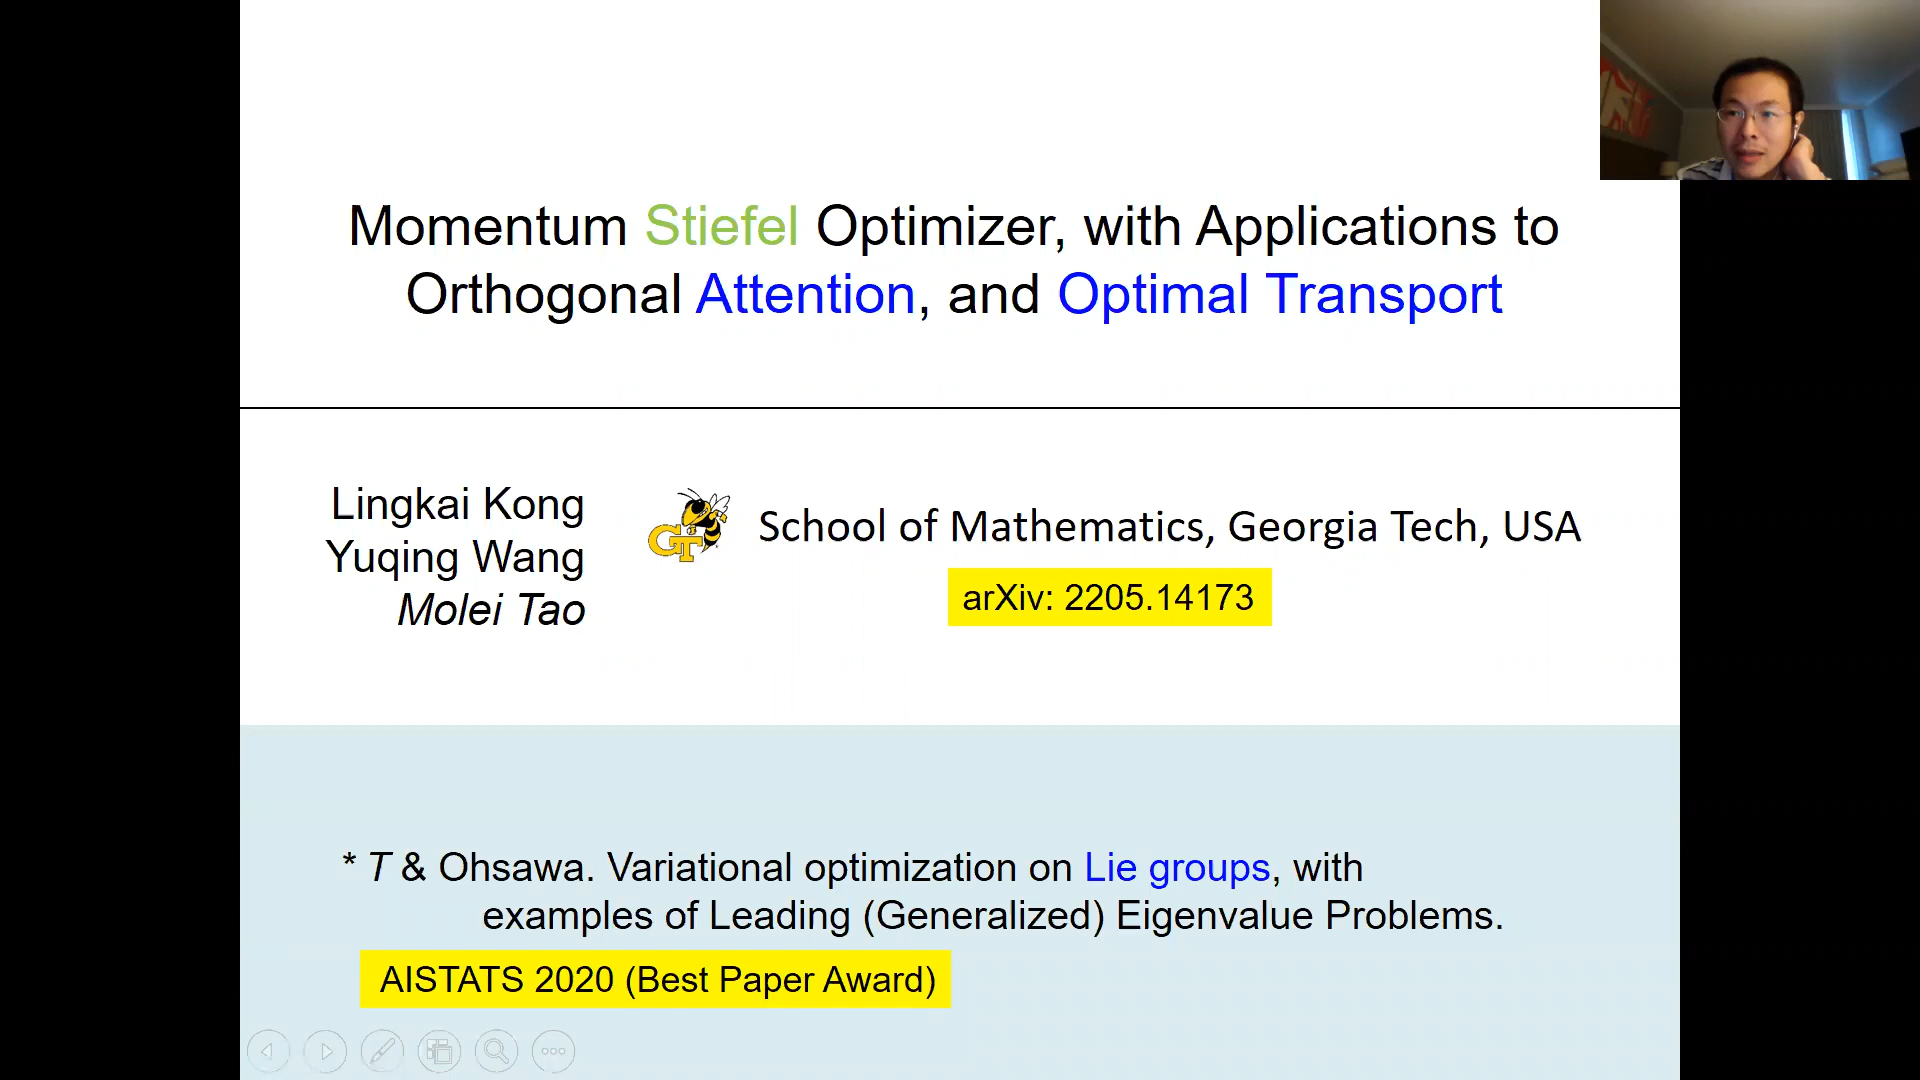 Momentum Stiefel Optimizer, with Applications to
Orthogonal Attention, and Optimal Transport
Lingkai Kong
Yuqing Wang
Molei Tao
GT
School of Mathematics, Georgia Tech, USA
arXiv: 2205.14173
* T & Ohsawa. Variational optimization on Lie groups, with
examples of Leading (Generalized) Eigenvalue Problems.
AISTATS 2020 (Best Paper Award)